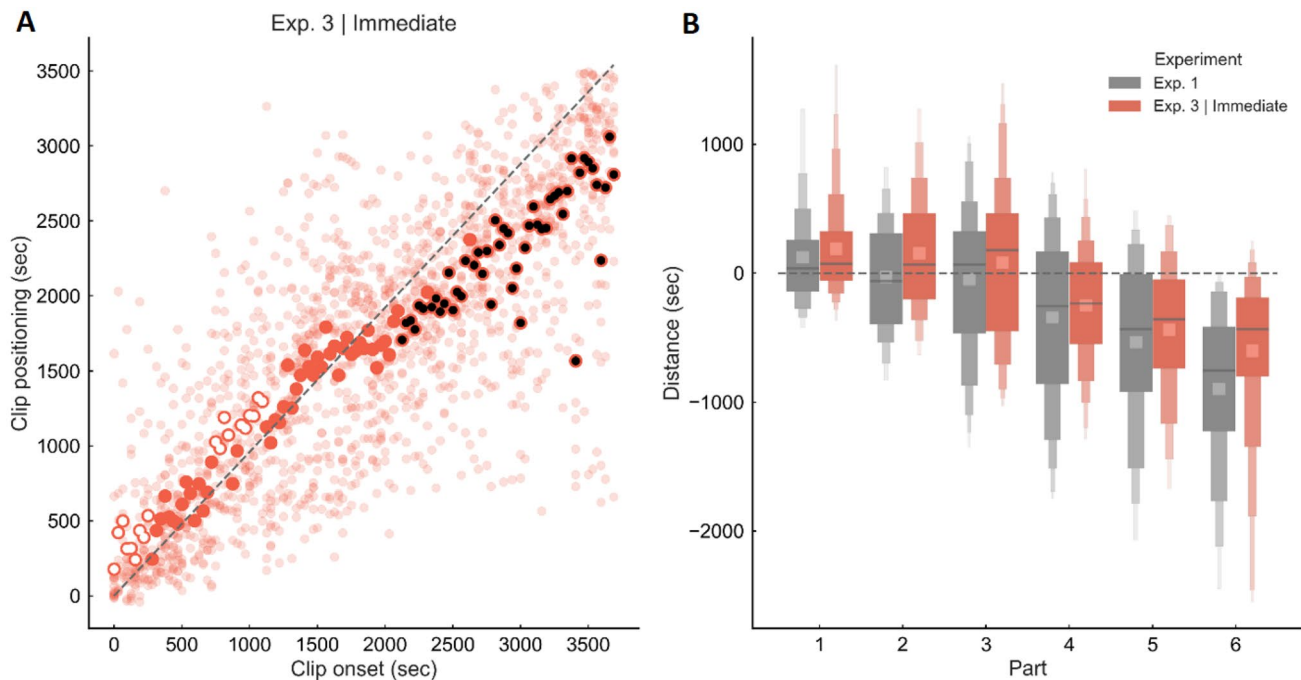 A
Exp. 3 | Immediate
3500
3000
2500
2000
1500
1000
500
0
Clip positioning (sec)
0 500 1000 1500 2000 2500 3000 3500
Clip onset (sec)
B
Experiment
Exp. 1
Exp. 3 | Immediate
1000
0
−1000
−2000
Distance (sec)
1 2 3 4 5 6
Part